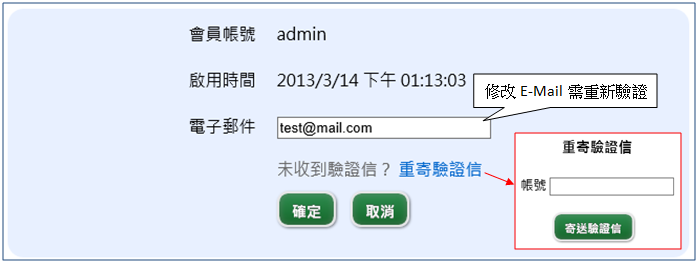 會員帳號 admin
啟用時間 2013/3/14 下午 01:13:03
修改 E-Mail 需重新驗證
電子郵件 test@mail.com
未收到驗證信？ 重寄驗證信
確定 取消
重寄驗證信
帳號
寄送驗證信